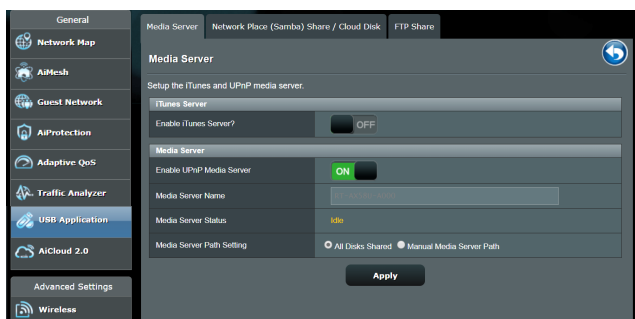 General
Network Map
AiMesh
Guest Network
AiProtection
Adaptive QoS
Traffic Analyzer
USB Application
AiCloud 2.0
Advanced Settings
Wireless
Media Server
Network Place (Samba) Share / Cloud Disk
FTP Share
Media Server
Setup the iTunes and UPnP media server.
iTunes Server
Enable iTunes Server?
OFF
Media Server
Enable UPnP Media Server
ON
Media Server Name
Media Server Status
Idle
Media Server Path Setting
All Disks Shared Manual Media Server Path
Apply